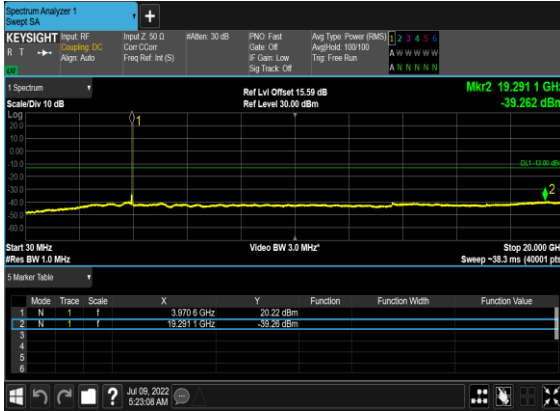 Spectrum Analyzer 1
Swept SA
+
KEYSIGHT
R T
Input: RF
Coupling: DC
Align: Auto
Input Z: 50 Ω
Corr CCorr
Freq Ref: Int (S)
#Atten: 30 dB
PNO: Fast
Gate: Off
IF Gain: Low
Sig Track: Off
Avg Type: Power (RMS)
Avg|Hold: 100/100
Trig: Free Run
1 2 3 4 5 6
A W W W W W
A N N N N N
1 Spectrum
Scale/Div 10 dB
Ref Lvl Offset 15.59 dB
Ref Level 30.00 dBm
Mkr2 19.291 1 GHz
-39.262 dBm
Log
20.0
10.0
0.00
-10.0
-20.0
-30.0
-40.0
-50.0
-60.0
1
DL1 -13.00 dBm
2
Start 30 MHz
#Res BW 1.0 MHz
Video BW 3.0 MHz*
Stop 20.000 GHz
Sweep ~38.3 ms (40001 pts)
5 Marker Table
Mode Trace Scale X Y Function Function Width Function Value
1 N 1 f 3.970 6 GHz 20.22 dBm
2 N 1 f 19.291 1 GHz -39.26 dBm
3
4
5
6
?
Jul 09, 2022
5:23:08 AM